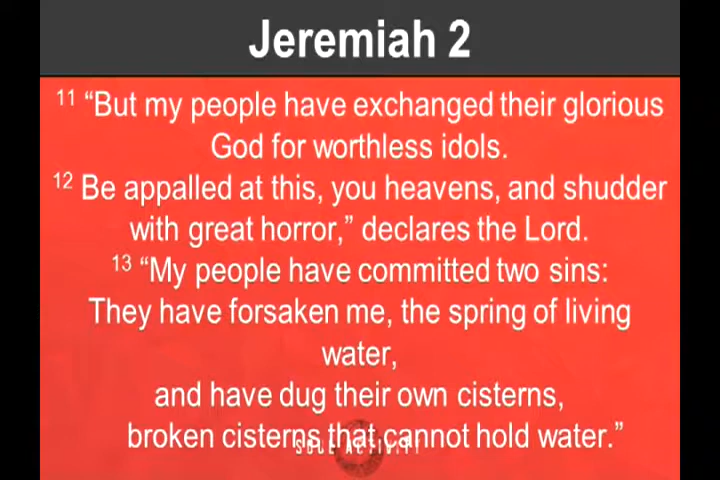 Jeremiah 2
11 “But my people have exchanged their glorious
God for worthless idols.
12 Be appalled at this, you heavens, and shudder
with great horror,” declares the Lord.
13 “My people have committed two sins:
They have forsaken me, the spring of living
water,
and have dug their own cisterns,
broken cisterns that cannot hold water.”